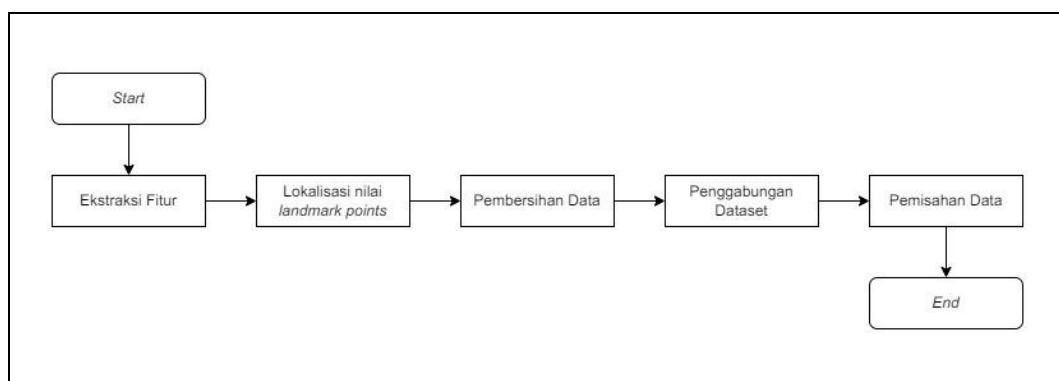 Start
Ekstraksi Fitur
Lokalisasi nilai
landmark points
Pembersihan Data
Penggabungan
Dataset
Pemisahan Data
End